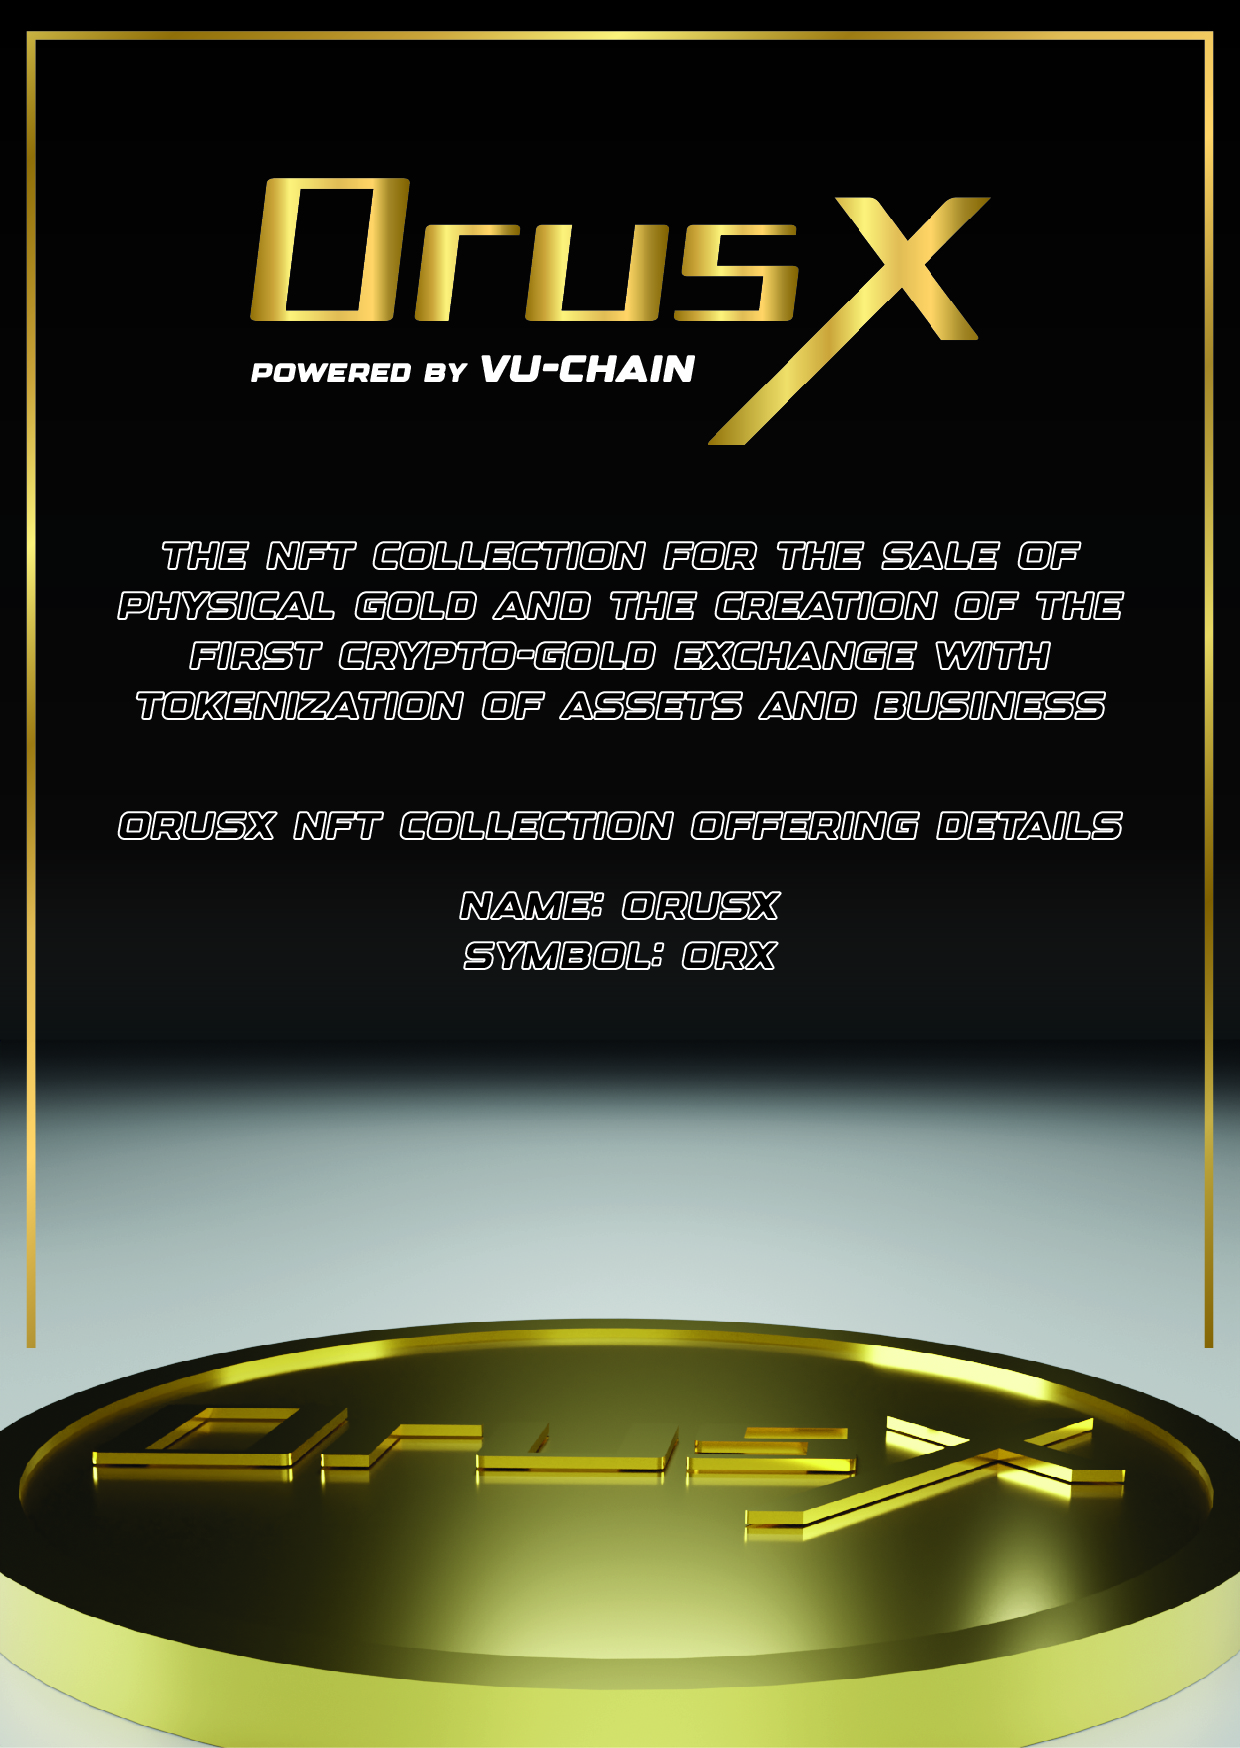 OrusX
POWERED BY VU-CHAIN
THE NFT COLLECTION FOR THE SALE OF
PHYSICAL GOLD AND THE CREATION OF THE
FIRST CRYPTO-GOLD EXCHANGE WITH
TOKENIZATION OF ASSETS AND BUSINESS
ORUSX NFT COLLECTION OFFERING DETAILS
NAME: ORUSX
SYMBOL: ORX
OrusX